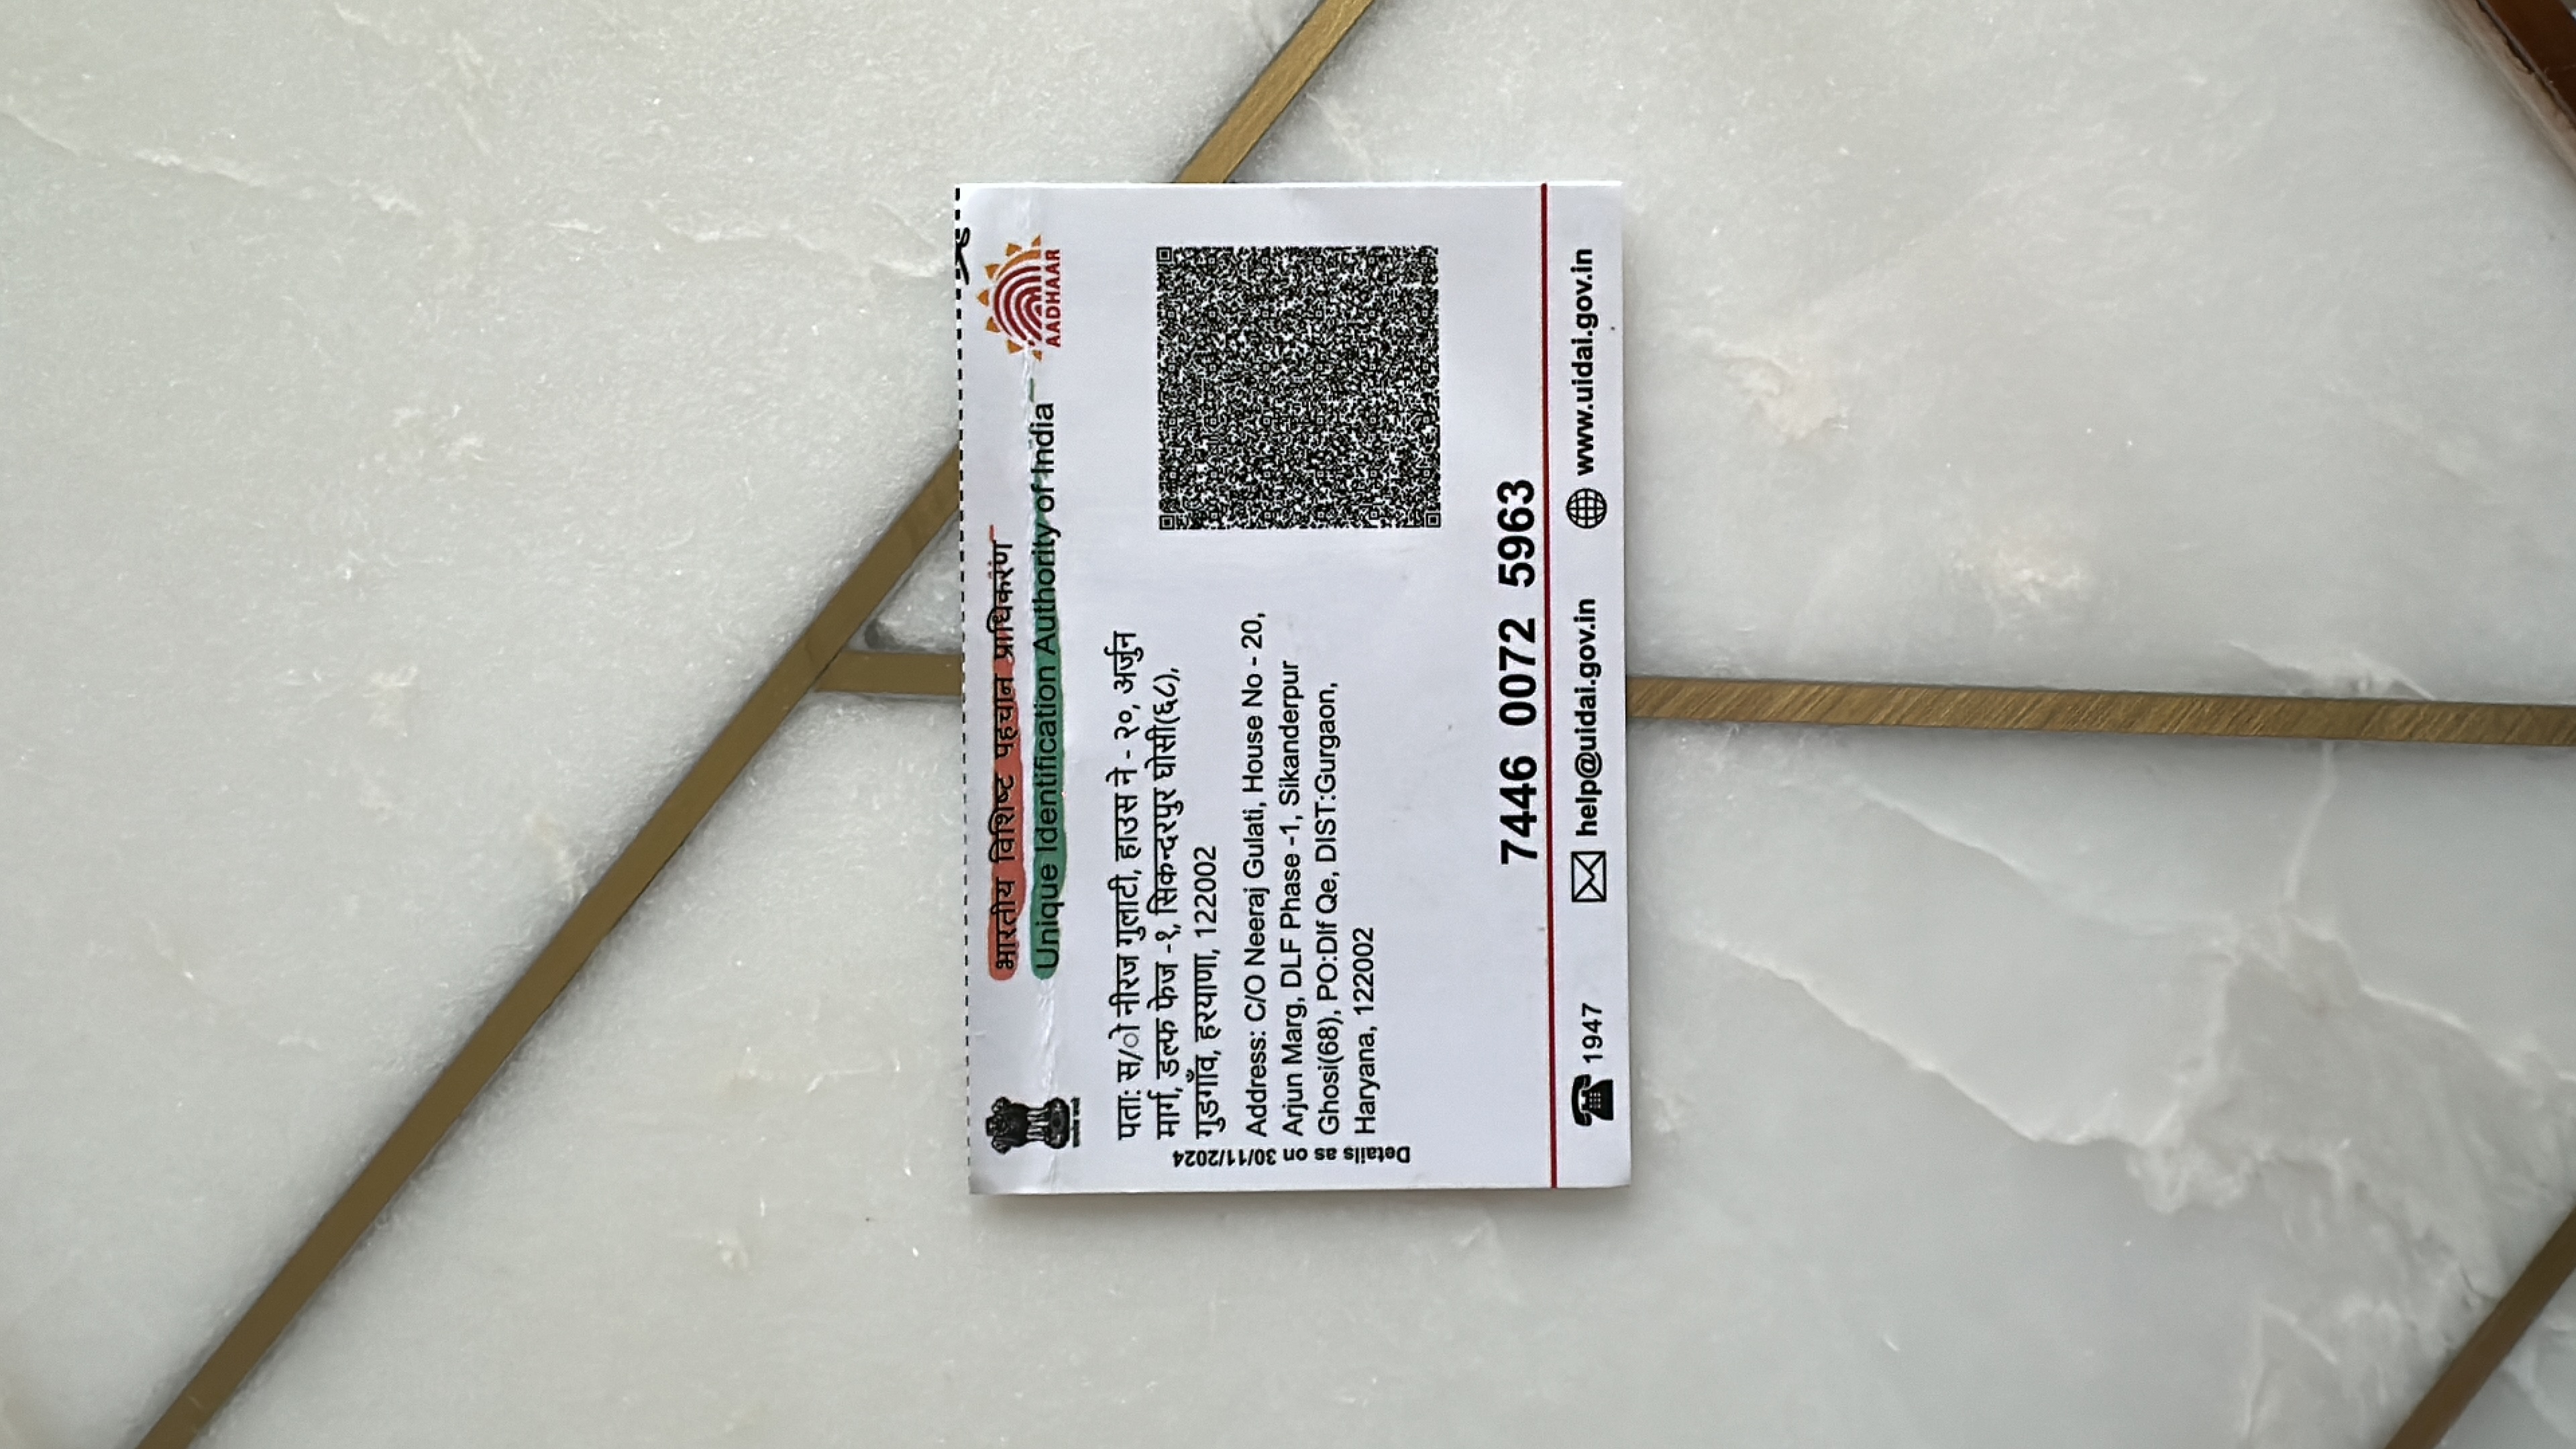 भारतीय विशिष्ट पहचान प्राधिकरण
Unique Identification Authority of India
AADHAAR
Details as on 30/11/2024
पता: स/ो नीरज गुलाटी, हाउस ने - २०, अर्जुन
मार्ग, डल्फ फेज -१, सिकन्दरपुर घोसी(६८),
गुडगाँव, हरयाणा, 122002
Address: C/O Neeraj Gulati, House No - 20,
Arjun Marg, DLF Phase -1, Sikanderpur
Ghosi(68), PO:Dlf Qe, DIST:Gurgaon,
Haryana, 122002
7446 0072 5963
1947
help@uidai.gov.in
www.uidai.gov.in